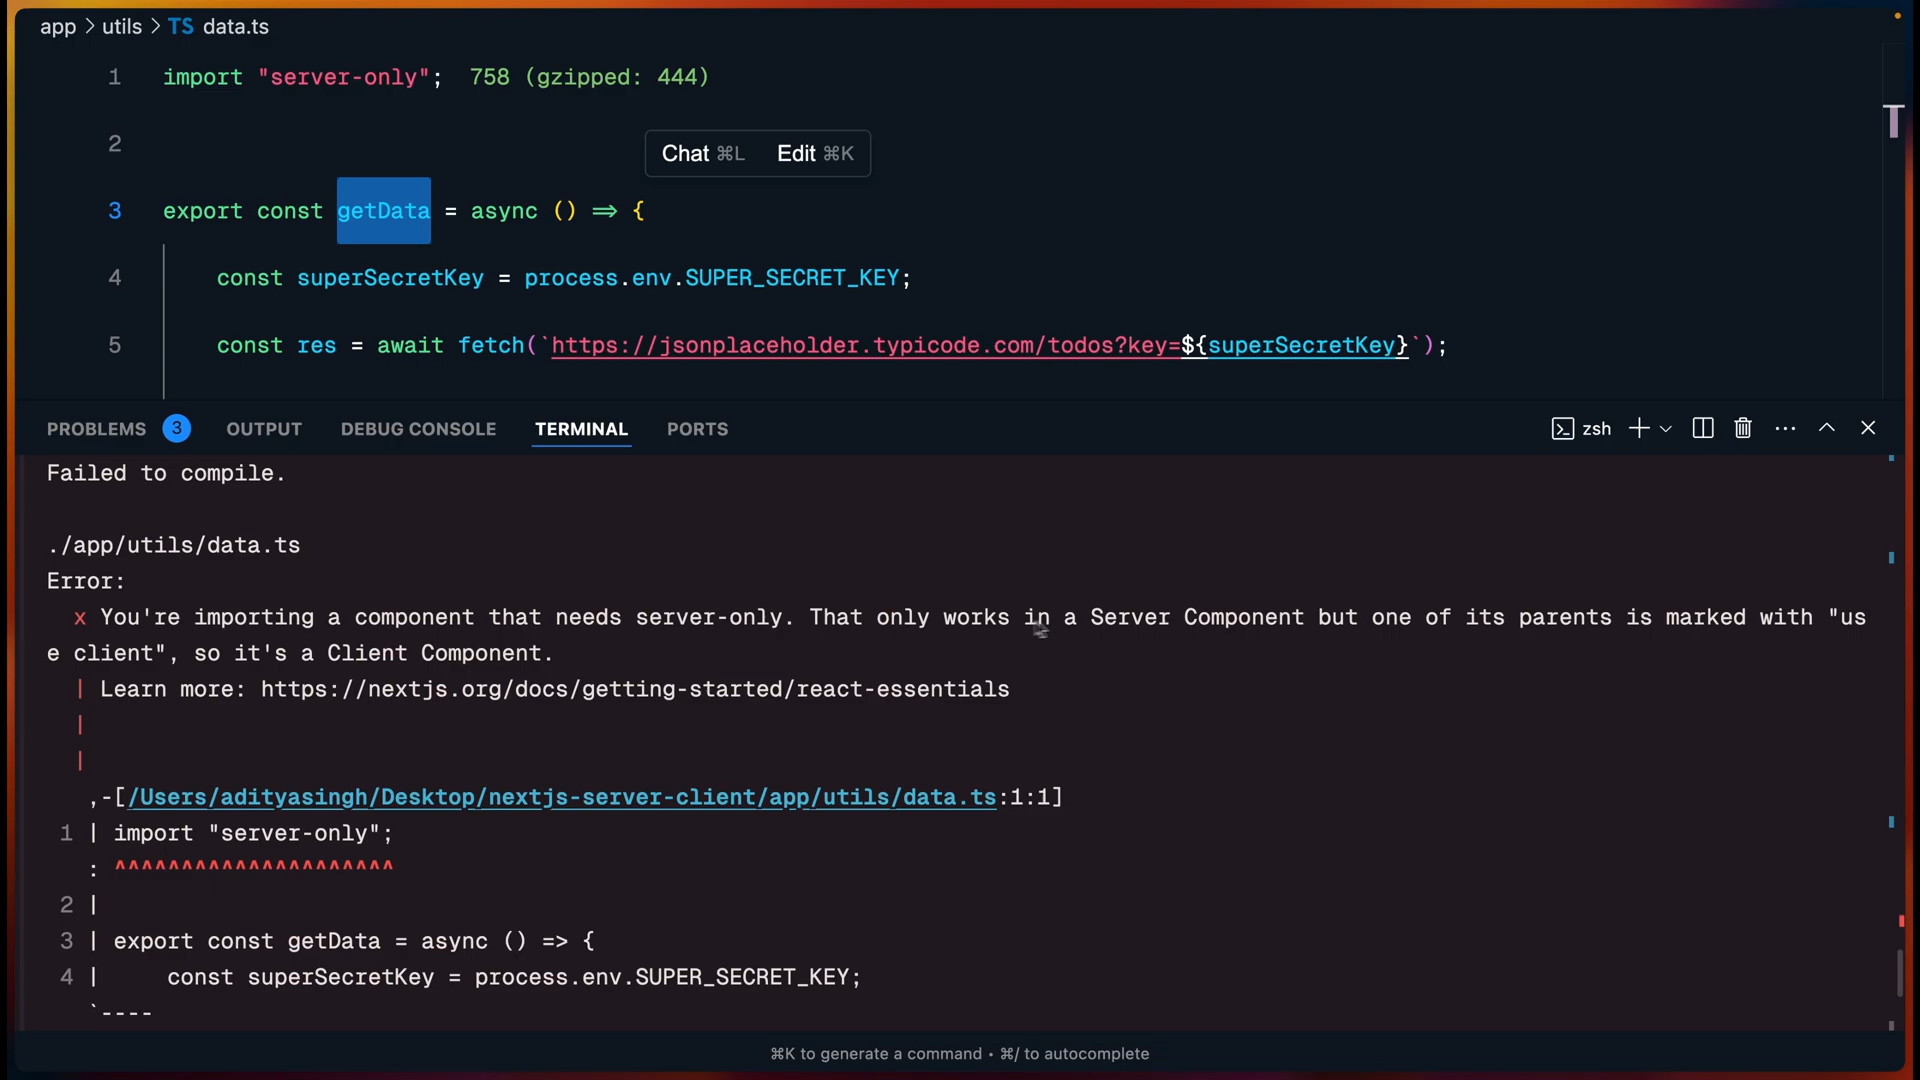 app > utils > TS data.ts
1 import "server-only"; 758 (gzipped: 444)
2
Chat ⌘L Edit ⌘K
3 export const getData = async () => {
4 const superSecretKey = process.env.SUPER_SECRET_KEY;
5 const res = await fetch(`https://jsonplaceholder.typicode.com/todos?key=${superSecretKey}`);
PROBLEMS 3 OUTPUT DEBUG CONSOLE TERMINAL PORTS zsh
Failed to compile.
./app/utils/data.ts
Error:
x You're importing a component that needs server-only. That only works in a Server Component but one of its parents is marked with "us
e client", so it's a Client Component.
| Learn more: https://nextjs.org/docs/getting-started/react-essentials
|
|
,-[/Users/adityasingh/Desktop/nextjs-server-client/app/utils/data.ts:1:1]
1 | import "server-only";
: ^^^^^^^^^^^^^^^^^^^^^
2 |
3 | export const getData = async () => {
4 | const superSecretKey = process.env.SUPER_SECRET_KEY;
`----
⌘K to generate a command • ⌘/ to autocomplete